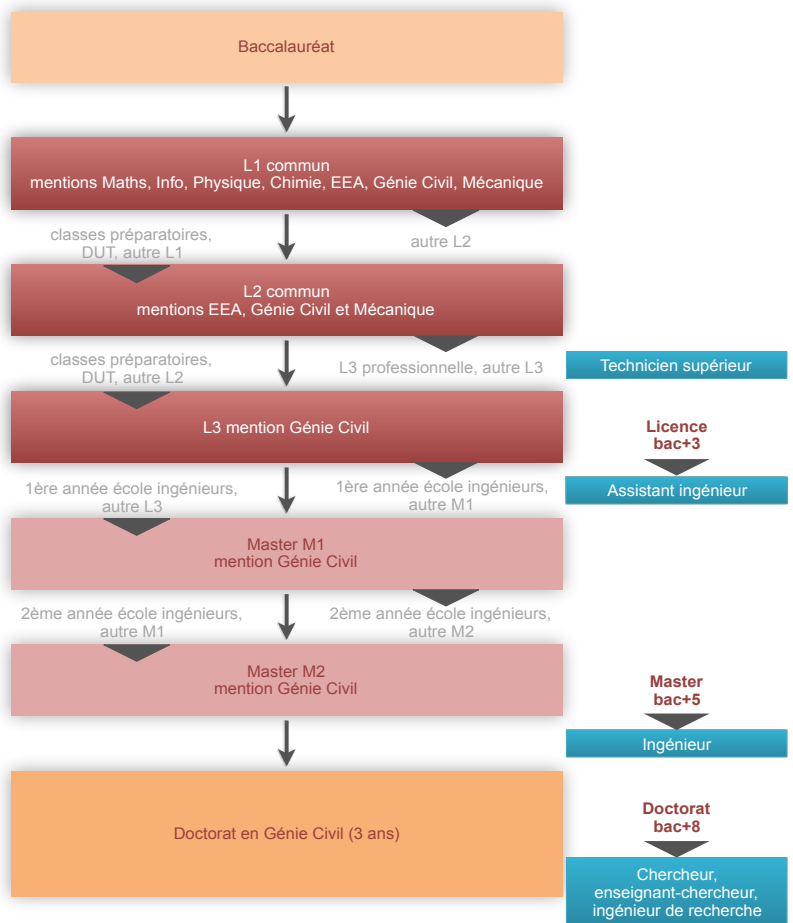 Baccalauréat
L1 commun
mentions Maths, Info, Physique, Chimie, EEA, Génie Civil, Mécanique
classes préparatoires,
DUT, autre L1
autre L2
L2 commun
mentions EEA, Génie Civil et Mécanique
classes préparatoires,
DUT, autre L2
L3 professionnelle, autre L3
Technicien supérieur
L3 mention Génie Civil
Licence
bac+3
Assistant ingénieur
1ère année école ingénieurs,
autre L3
1ère année école ingénieurs,
autre M1
Master M1
mention Génie Civil
2ème année école ingénieurs,
autre M1
2ème année école ingénieurs,
autre M2
Master M2
mention Génie Civil
Master
bac+5
Ingénieur
Doctorat en Génie Civil (3 ans)
Doctorat
bac+8
Chercheur,
enseignant-chercheur,
ingénieur de recherche